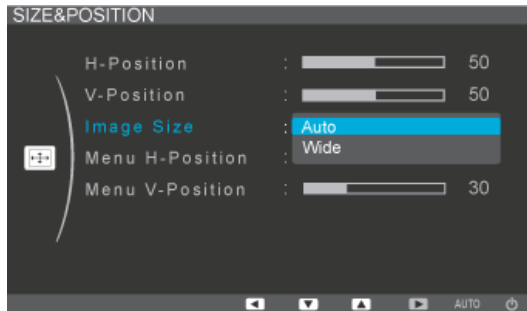 SIZE&POSITION
H-Position : 50
V-Position : 50
Image Size : Auto
Wide
Menu H-Position :
Menu V-Position : 30
AUTO